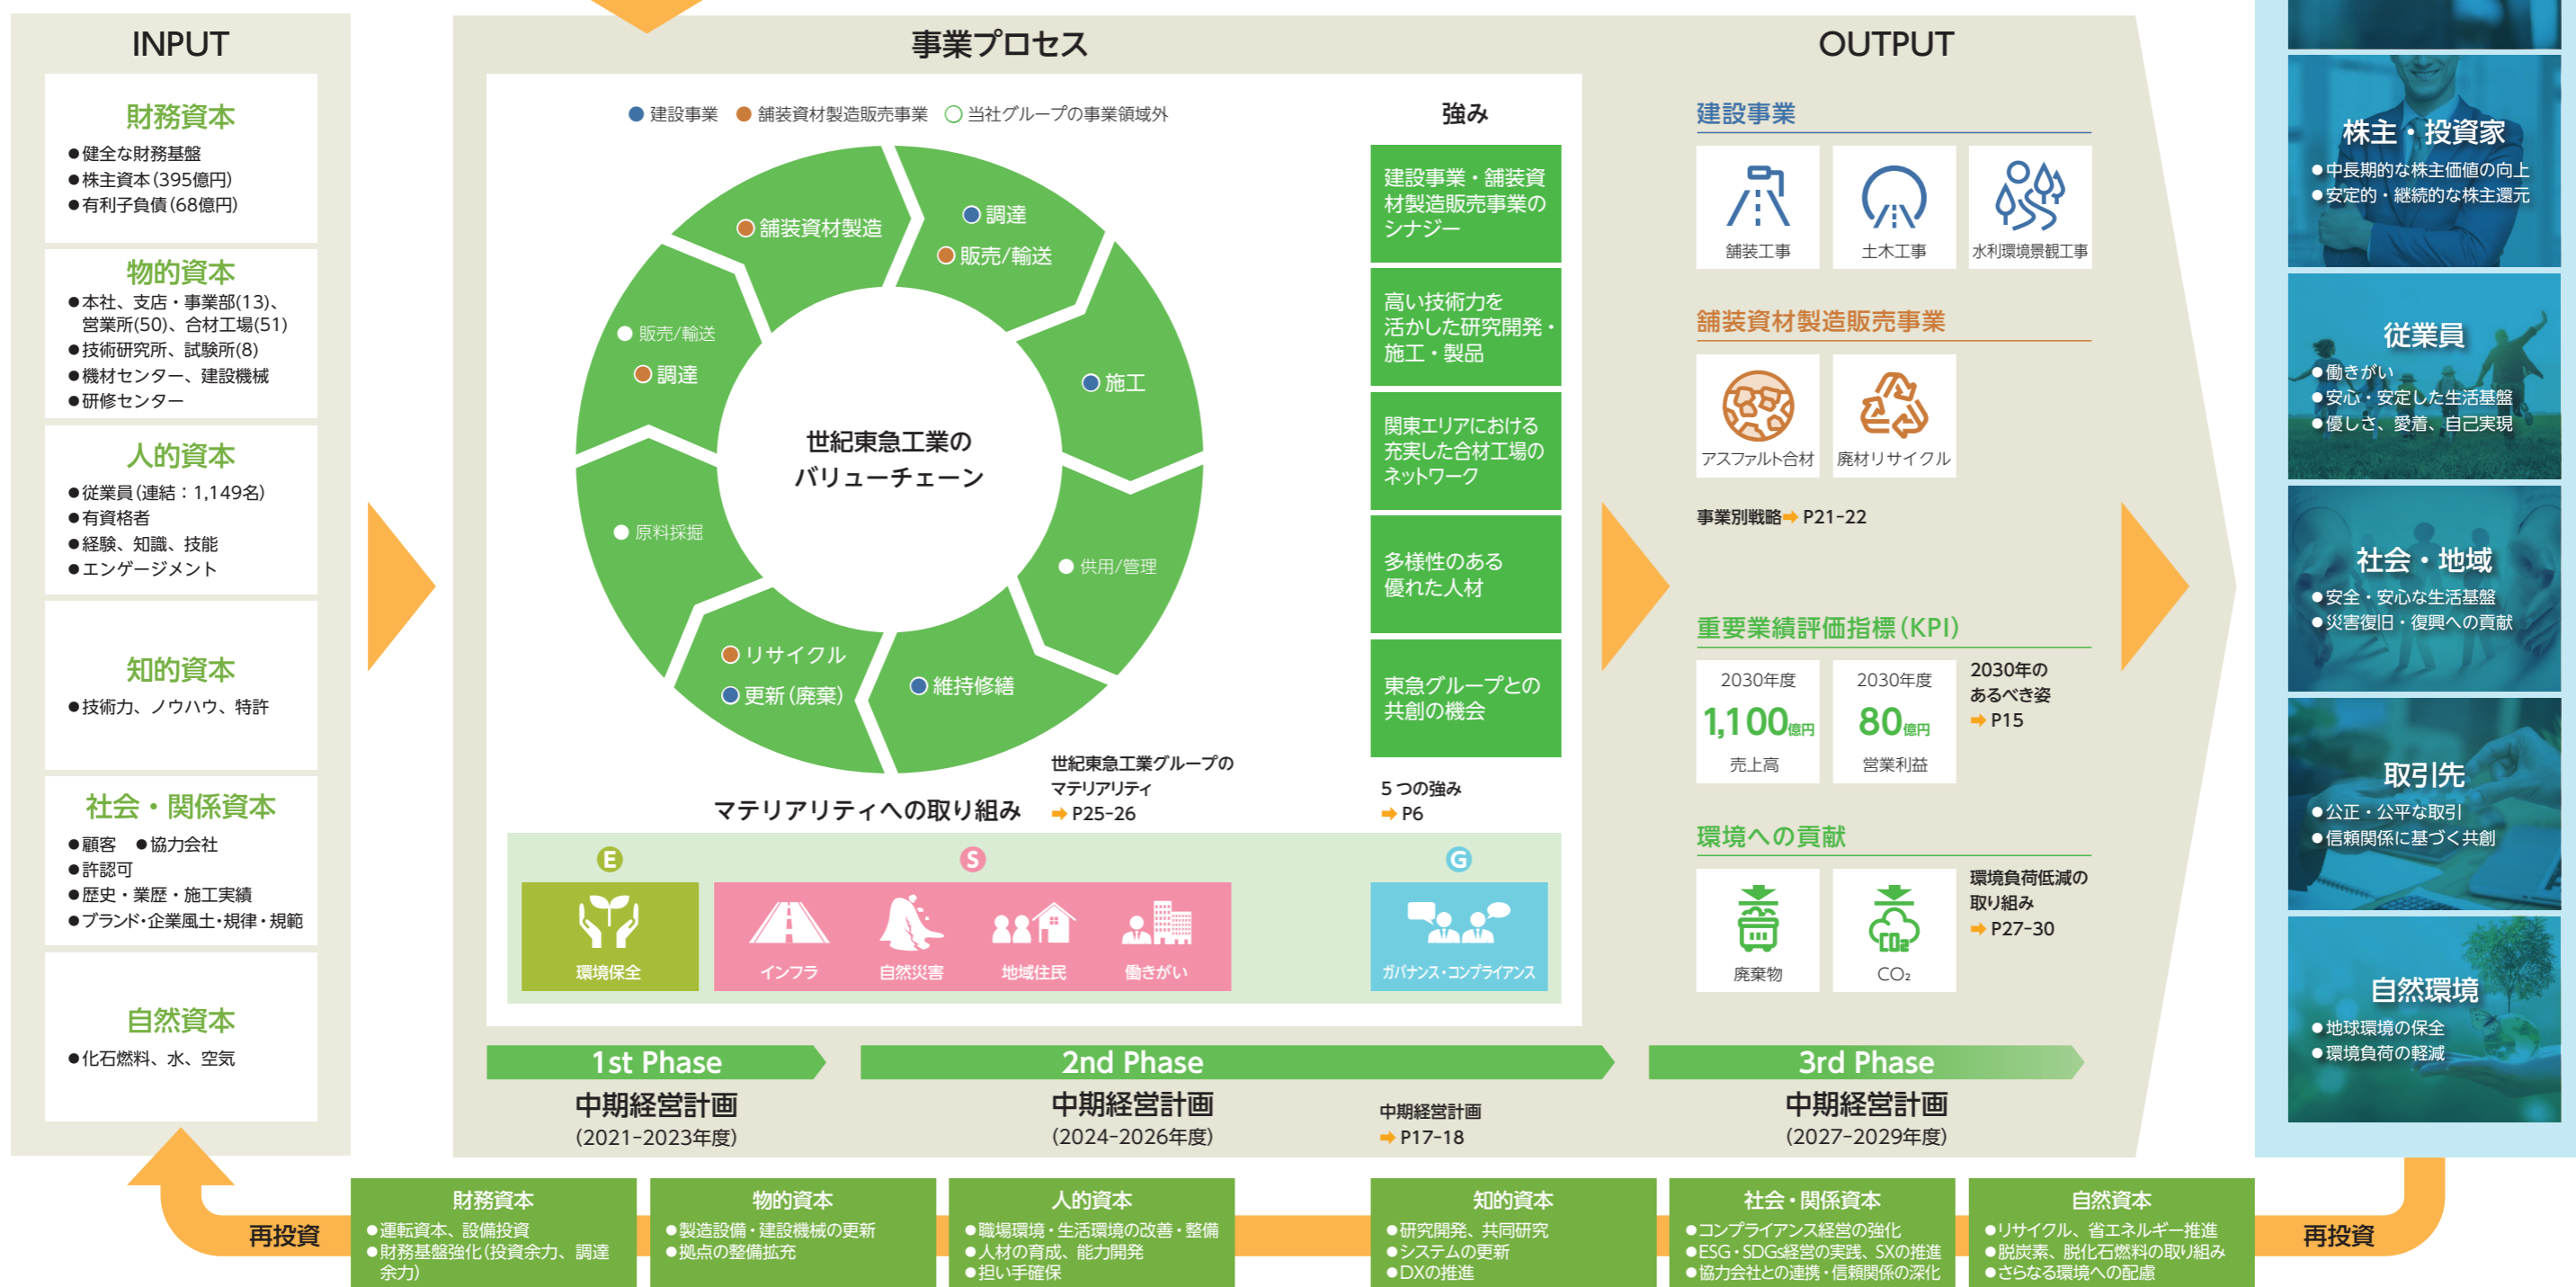 INPUT
財務資本
●健全な財務基盤
●株主資本(395億円)
●有利子負債(68億円)
物的資本
●本社、支店・事業部(13)、
営業所(50)、合材工場(51)
●技術研究所、試験所(8)
●機材センター、建設機械
●研修センター
人的資本
●従業員(連結：1,149名)
●有資格者
●経験、知識、技能
●エンゲージメント
知的資本
●技術力、ノウハウ、特許
社会・関係資本
●顧客 ●協力会社
●許認可
●歴史・業歴・施工実績
●ブランド・企業風土・規律・規範
自然資本
●化石燃料、水、空気
事業プロセス
●建設事業 ●舗装資材製造販売事業 ○当社グループの事業領域外
舗装資材製造
調達
販売/輸送
施工
供用/管理
維持修繕
リサイクル
更新(廃棄)
原料採掘
販売/輸送
調達
世紀東急工業の
バリューチェーン
強み
建設事業・舗装資
材製造販売事業の
シナジー
高い技術力を
活かした研究開発・
施工・製品
関東エリアにおける
充実した合材工場の
ネットワーク
多様性のある
優れた人材
東急グループとの
共創の機会
5つの強み
➡ P6
マテリアリティへの取り組み
世紀東急工業グループの
マテリアリティ
➡ P25-26
E
環境保全
S
インフラ
自然災害
地域住民
働きがい
G
ガバナンス・コンプライアンス
OUTPUT
建設事業
舗装工事
土木工事
水利環境景観工事
舗装資材製造販売事業
アスファルト合材
廃材リサイクル
事業別戦略➡ P21-22
重要業績評価指標(KPI)
2030年度
1,100億円
売上高
2030年度
80億円
営業利益
2030年の
あるべき姿
➡ P15
環境への貢献
廃棄物
CO2
CO₂
環境負荷低減の
取り組み
➡ P27-30
1st Phase
中期経営計画
(2021-2023年度)
2nd Phase
中期経営計画
(2024-2026年度)
中期経営計画
➡ P17-18
3rd Phase
中期経営計画
(2027-2029年度)
株主・投資家
●中長期的な株主価値の向上
●安定的・継続的な株主還元
従業員
●働きがい
●安心・安定した生活基盤
●優しさ、愛着、自己実現
社会・地域
●安全・安心な生活基盤
●災害復旧・復興への貢献
取引先
●公正・公平な取引
●信頼関係に基づく共創
自然環境
●地球環境の保全
●環境負荷の軽減
再投資
財務資本
●運転資本、設備投資
●財務基盤強化(投資余力、調達
余力)
物的資本
●製造設備・建設機械の更新
●拠点の整備拡充
人的資本
●職場環境・生活環境の改善・整備
●人材の育成、能力開発
●担い手確保
知的資本
●研究開発、共同研究
●システムの更新
●DXの推進
社会・関係資本
●コンプライアンス経営の強化
●ESG・SDGs経営の実践、SXの推進
●協力会社との連携・信頼関係の深化
自然資本
●リサイクル、省エネルギー推進
●脱炭素、脱化石燃料の取り組み
●さらなる環境への配慮
再投資